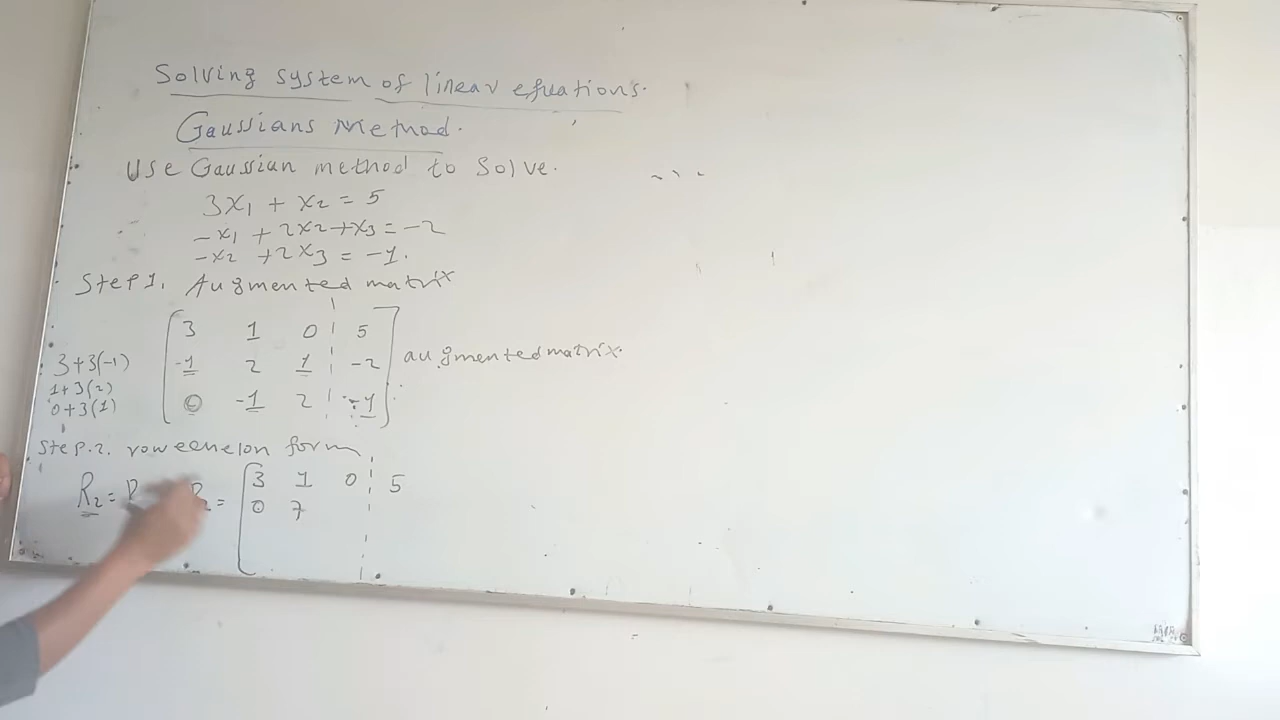 Solving system of linear equations.
Gaussians Method.
Use Gaussian method to solve.
3x₁ + x₂ = 5
-x₁ + 2x₂ + x₃ = -2
-x₂ + 2x₃ = -1.
Step 1. Augmented matrix
3 1 0 5
3+3(-1) -1 2 1 -2 augmented matrix.
1+3(2)
0+3(1) 0 -1 2 -1
Step.2. row echelon form
R₂ = = 3 1 0 5
0 7